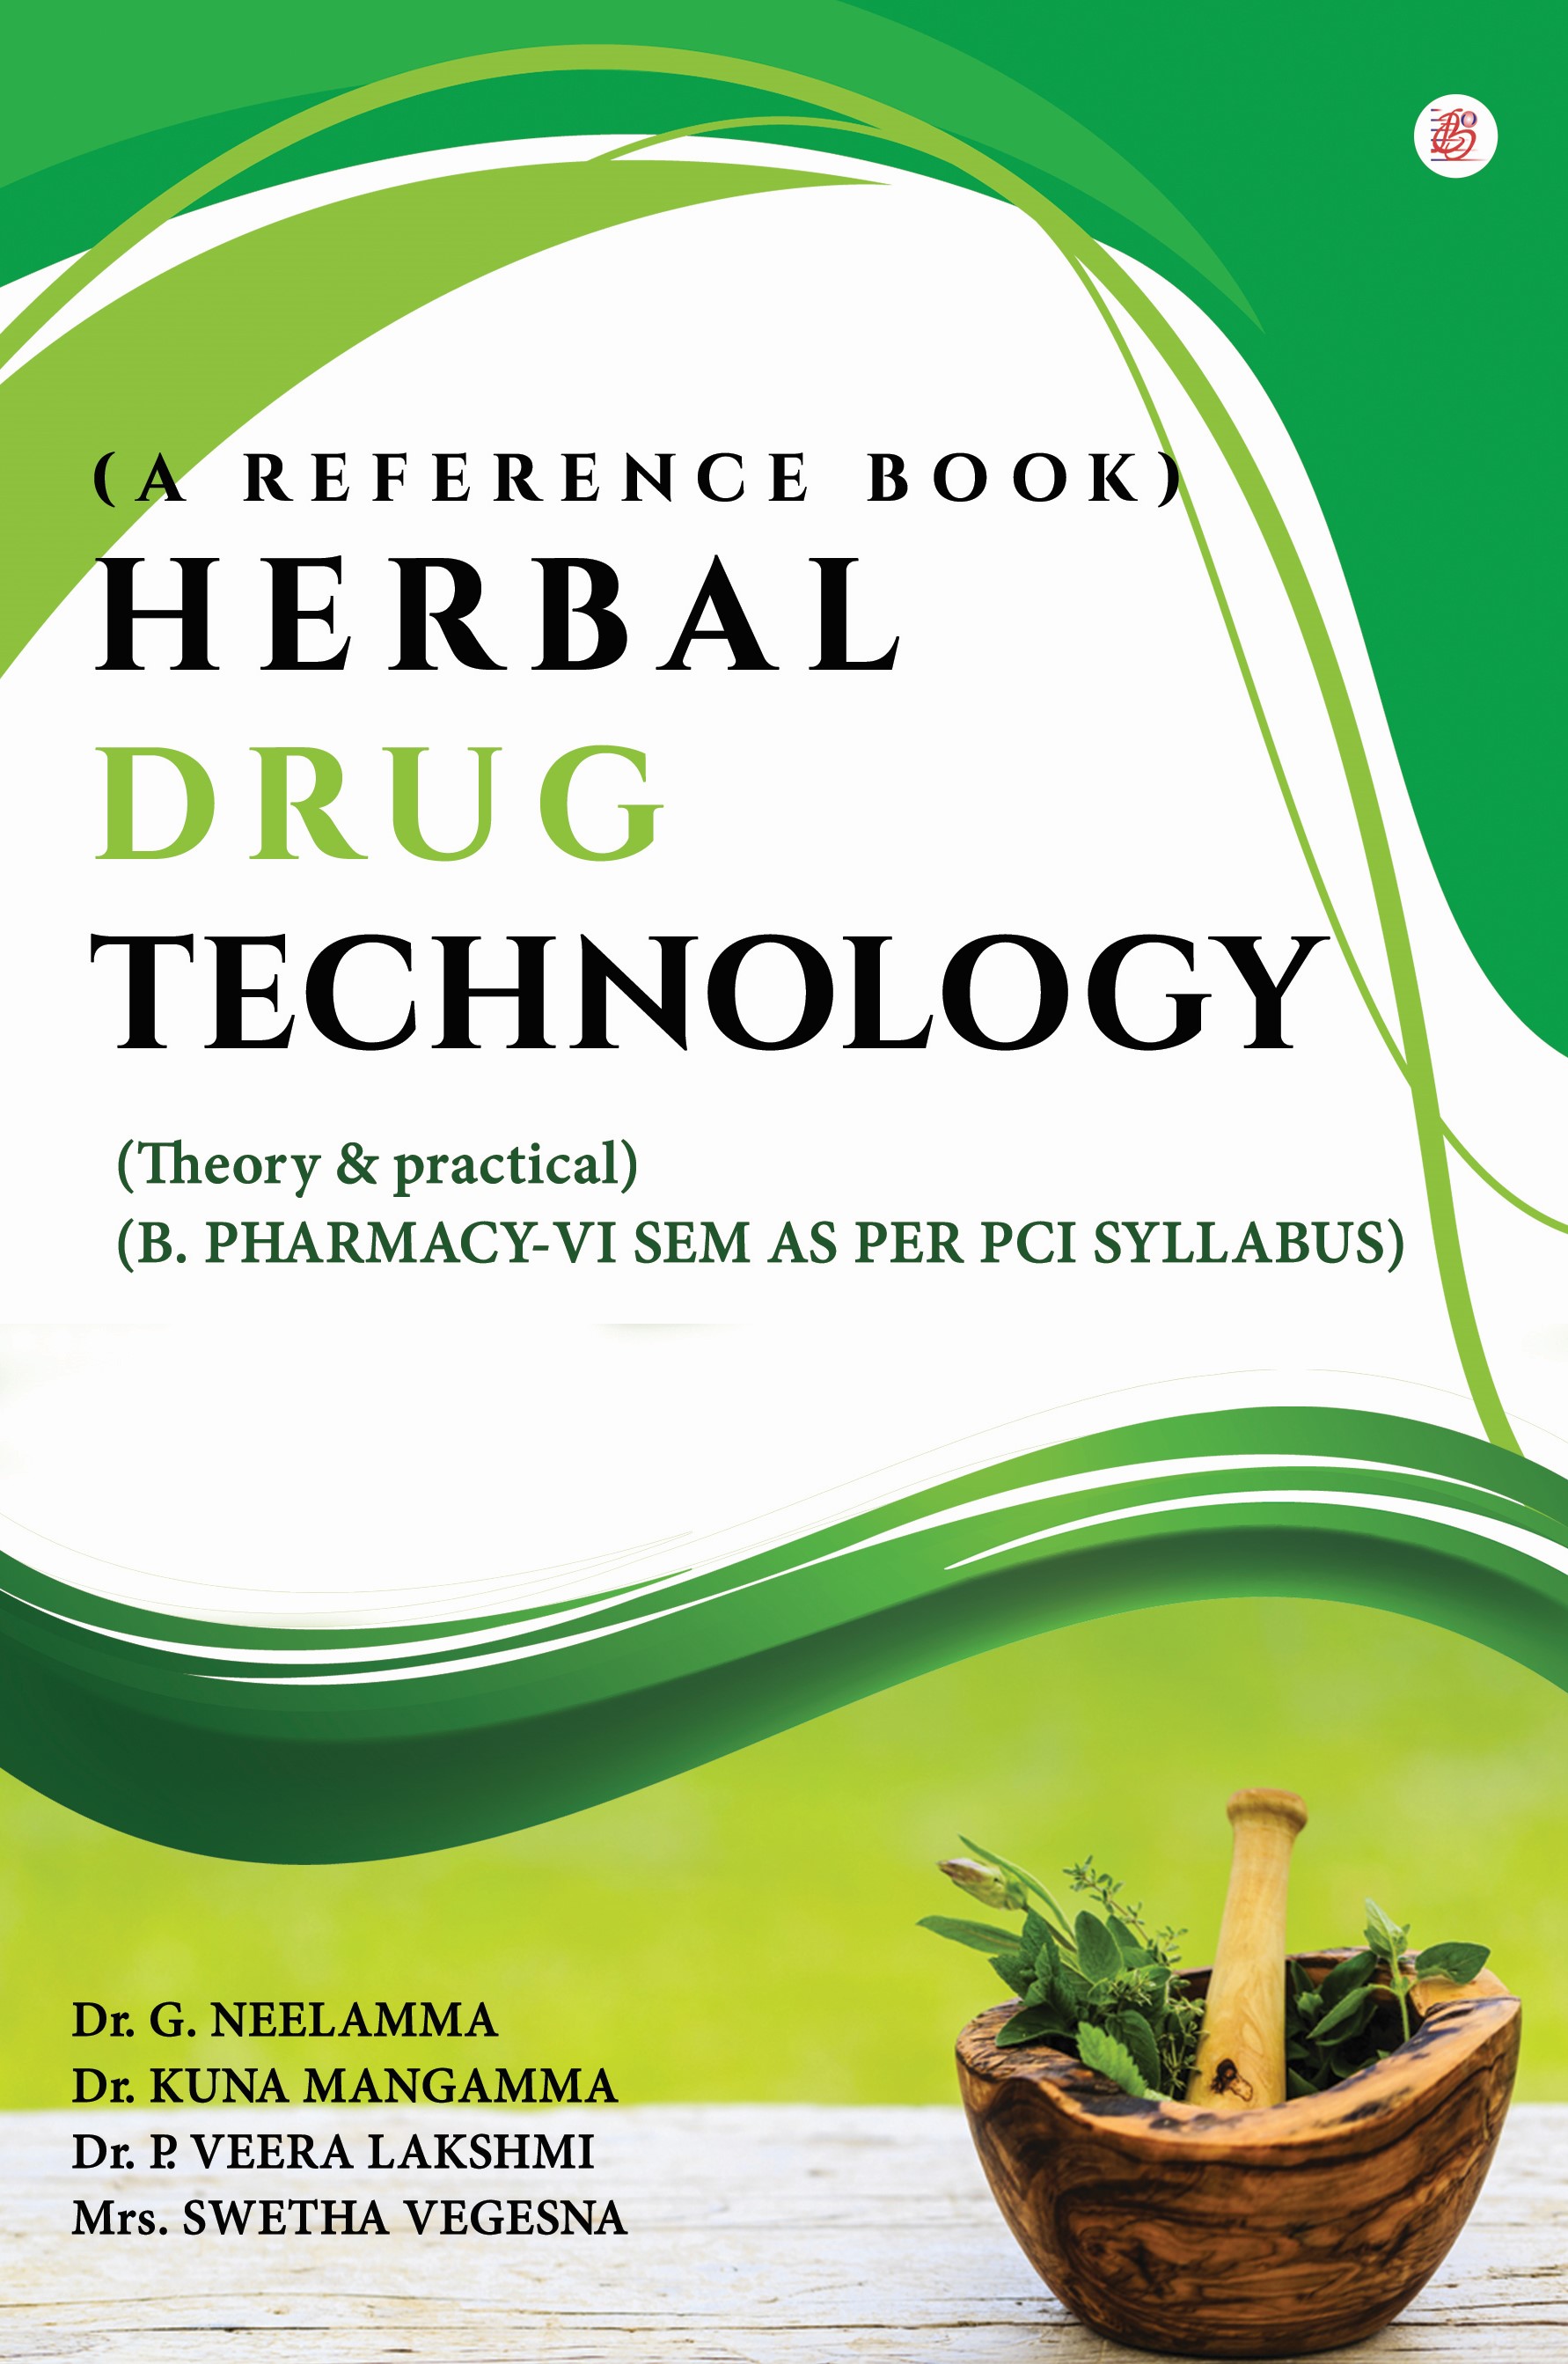 (A REFERENCE BOOK)
HERBAL
DRUG
TECHNOLOGY
(Theory & practical)
(B. PHARMACY-VI SEM AS PER PCI SYLLABUS)
Dr. G. NEELAMMA
Dr. KUNA MANGAMMA
Dr. P. VEERA LAKSHMI
Mrs. SWETHA VEGESNA